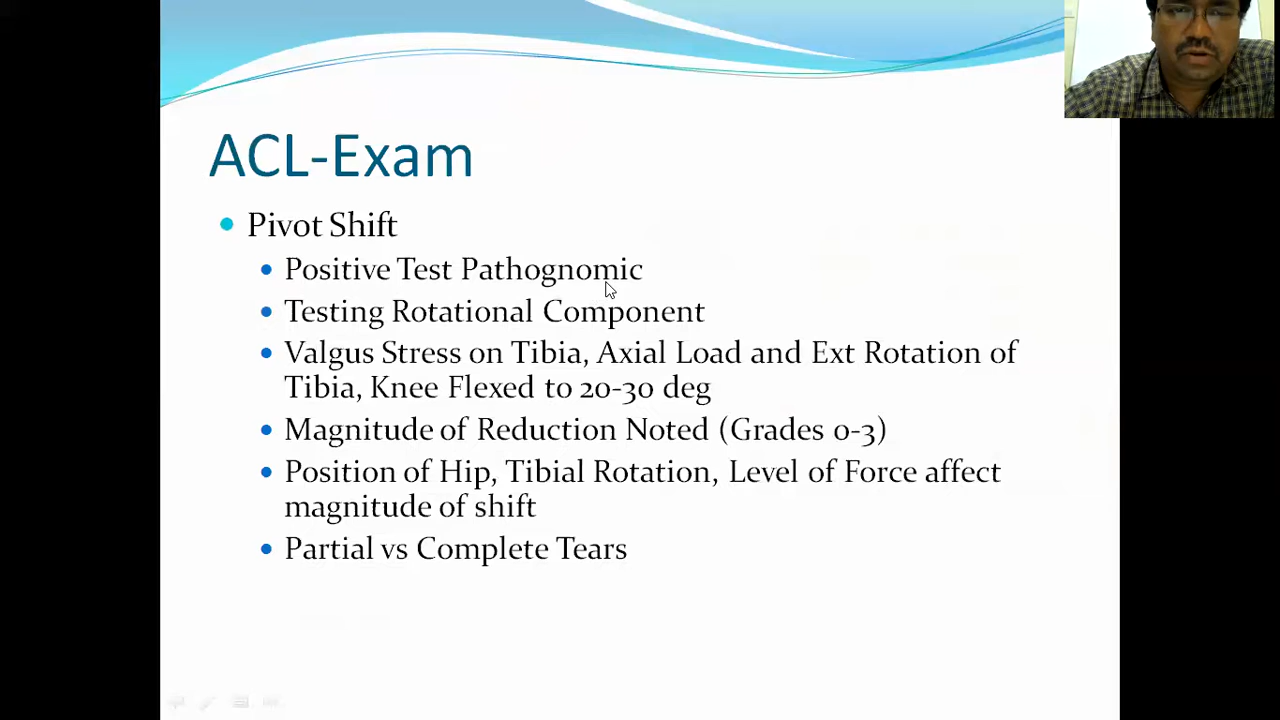 ACL-Exam
Pivot Shift
Positive Test Pathognomic
Testing Rotational Component
Valgus Stress on Tibia, Axial Load and Ext Rotation of
Tibia, Knee Flexed to 20-30 deg
Magnitude of Reduction Noted (Grades 0-3)
Position of Hip, Tibial Rotation, Level of Force affect
magnitude of shift
Partial vs Complete Tears